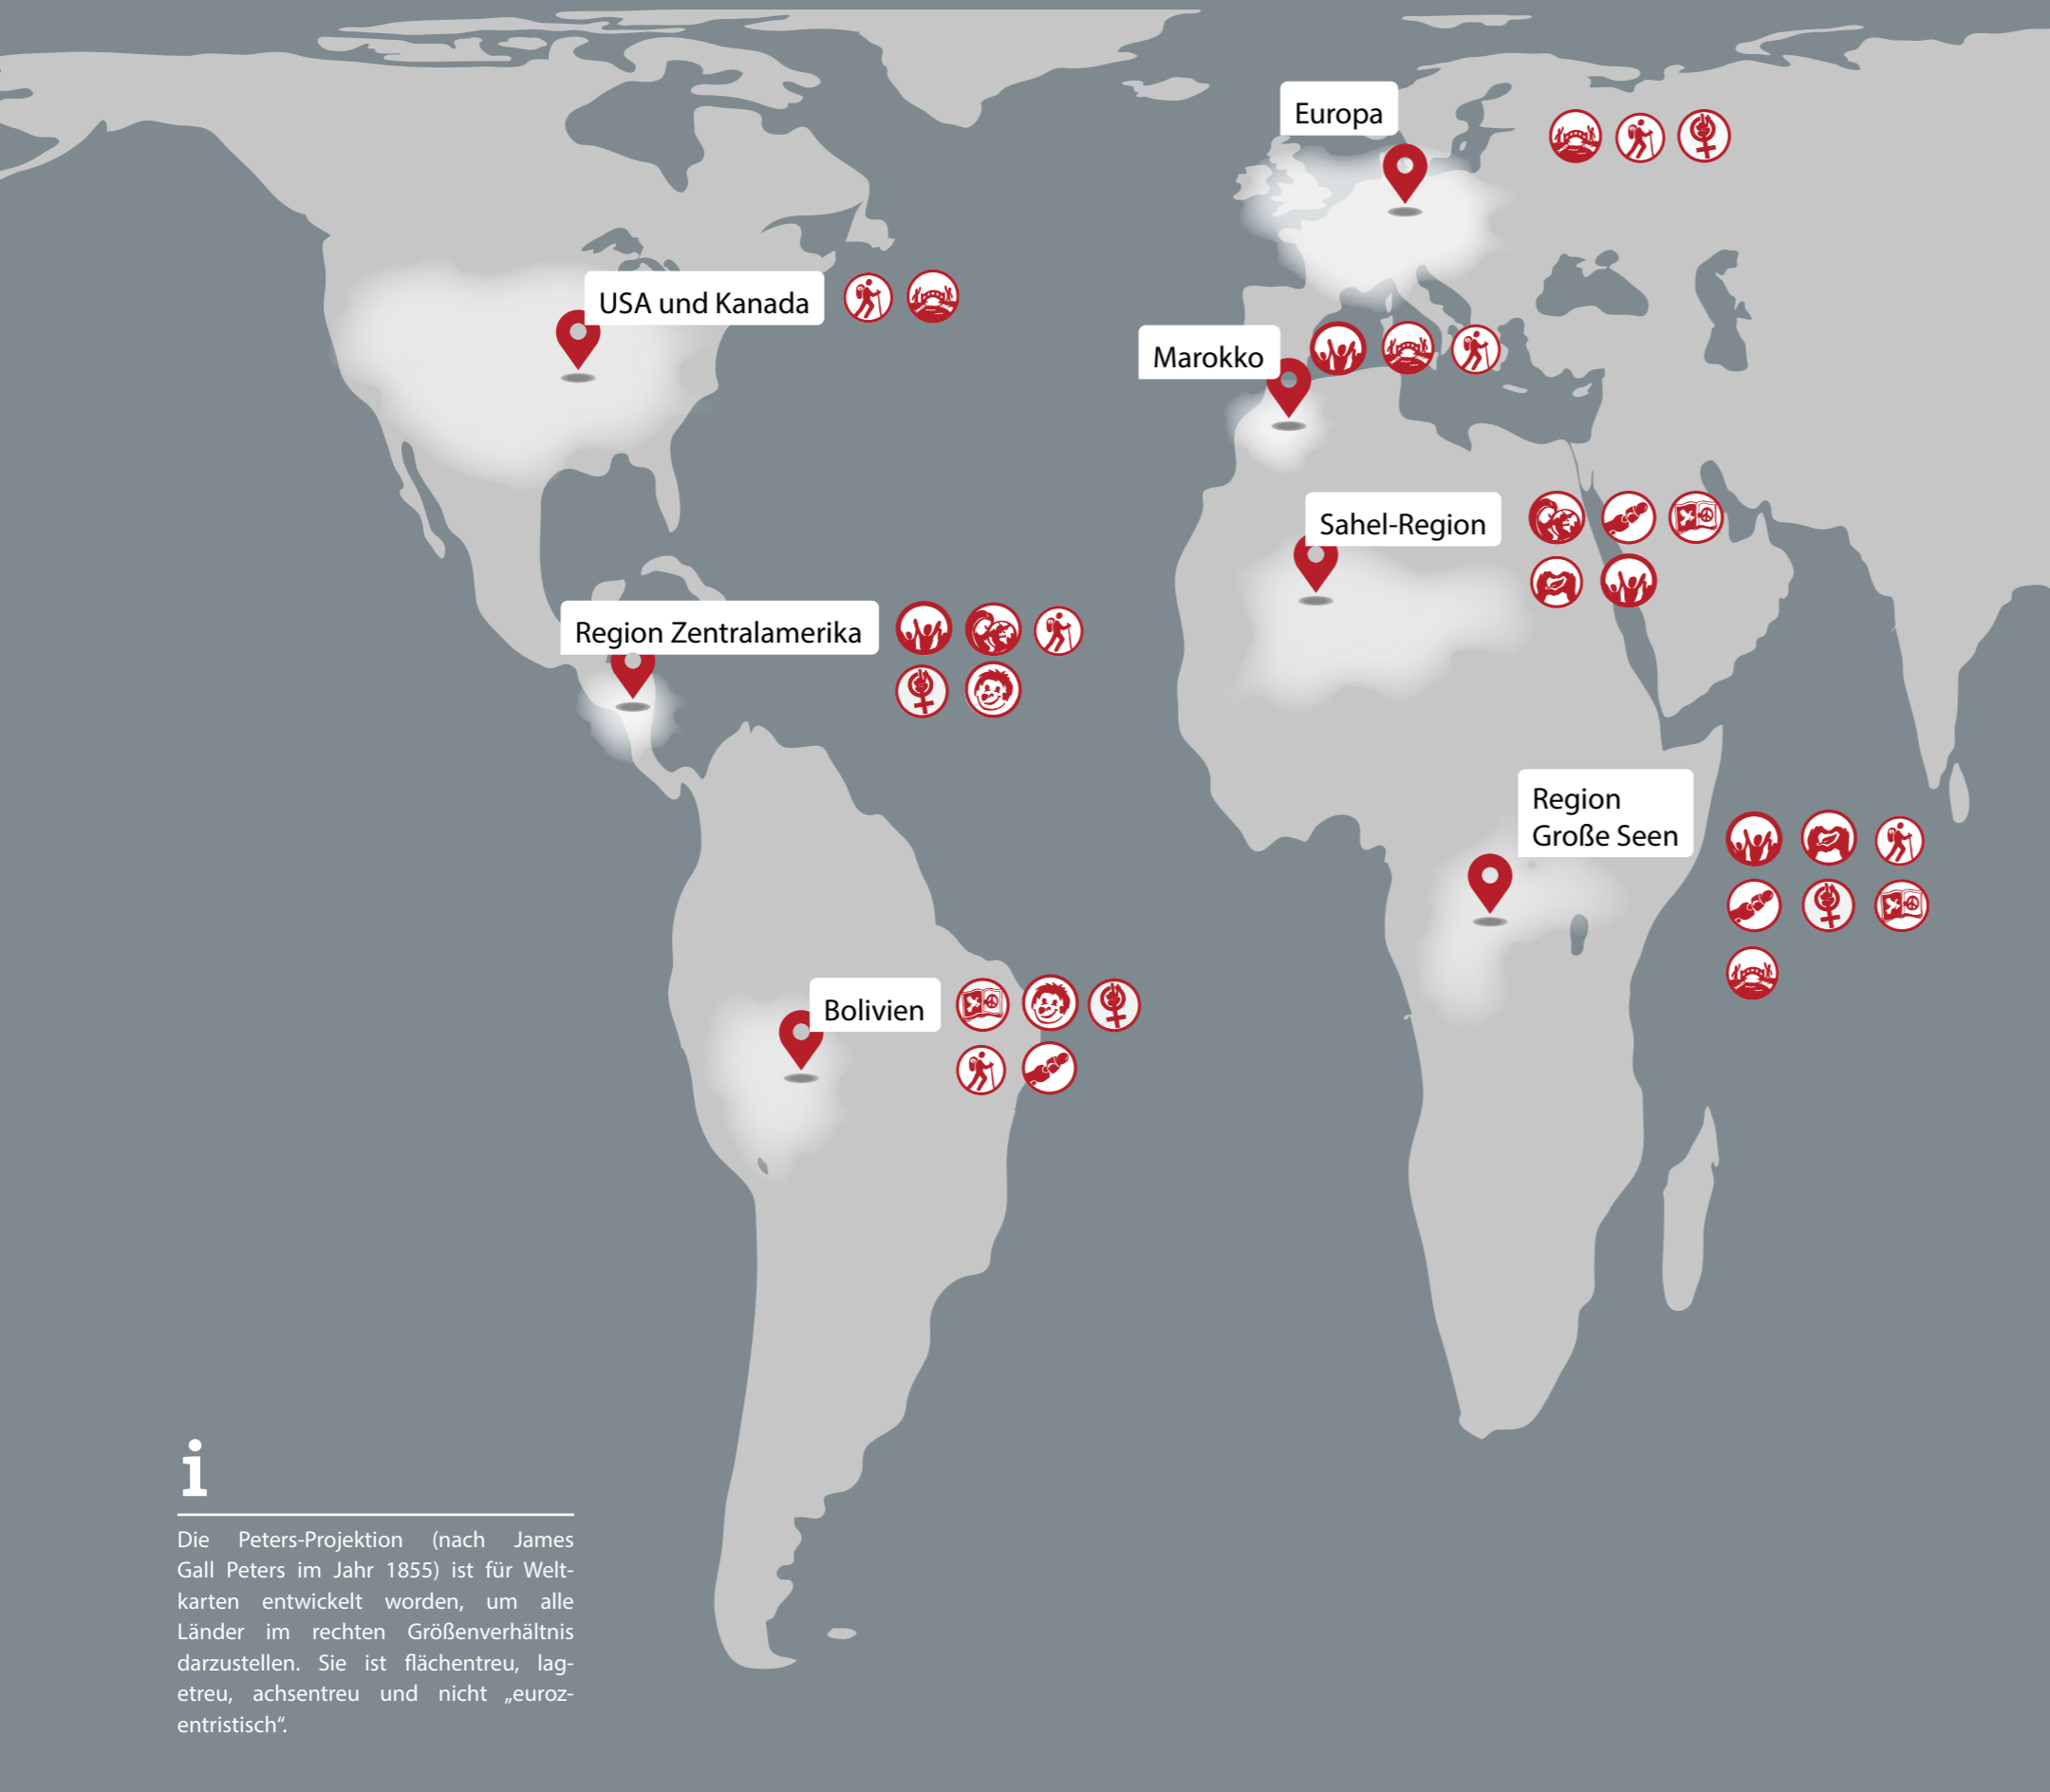 Europa
USA und Kanada
Marokko
Sahel-Region
Region Zentralamerika
Region
Große Seen
Bolivien
i
Die Peters-Projektion (nach James
Gall Peters im Jahr 1855) ist für Welt-
karten entwickelt worden, um alle
Länder im rechten Größenverhältnis
darzustellen. Sie ist flächentreu, lag-
etreu, achsentreu und nicht „euroz-
entristisch“.